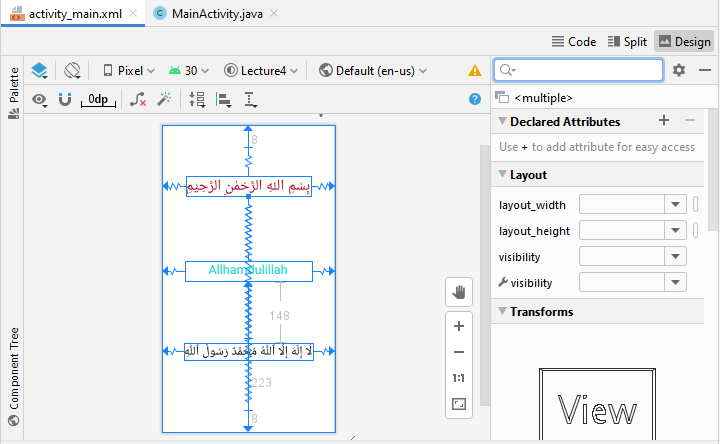 activity_main.xml
MainActivity.java
Code
Split
Design
Palette
Pixel
30
Lecture4
Default (en-us)
0dp
?
<multiple>
Declared Attributes
Use + to add attribute for easy access
Layout
layout_width
layout_height
visibility
visibility
Transforms
View
8
بِسْمِ اللهِ الرَّحْمٰنِ الرَّحِيْمِ
Allhamdulillah
148
لَا إِلٰهَ إِلَّا ٱللَّٰهُ مُحَمَّدٌ رَسُولُ ٱللَّٰهِ
223
8
1:1
Component Tree